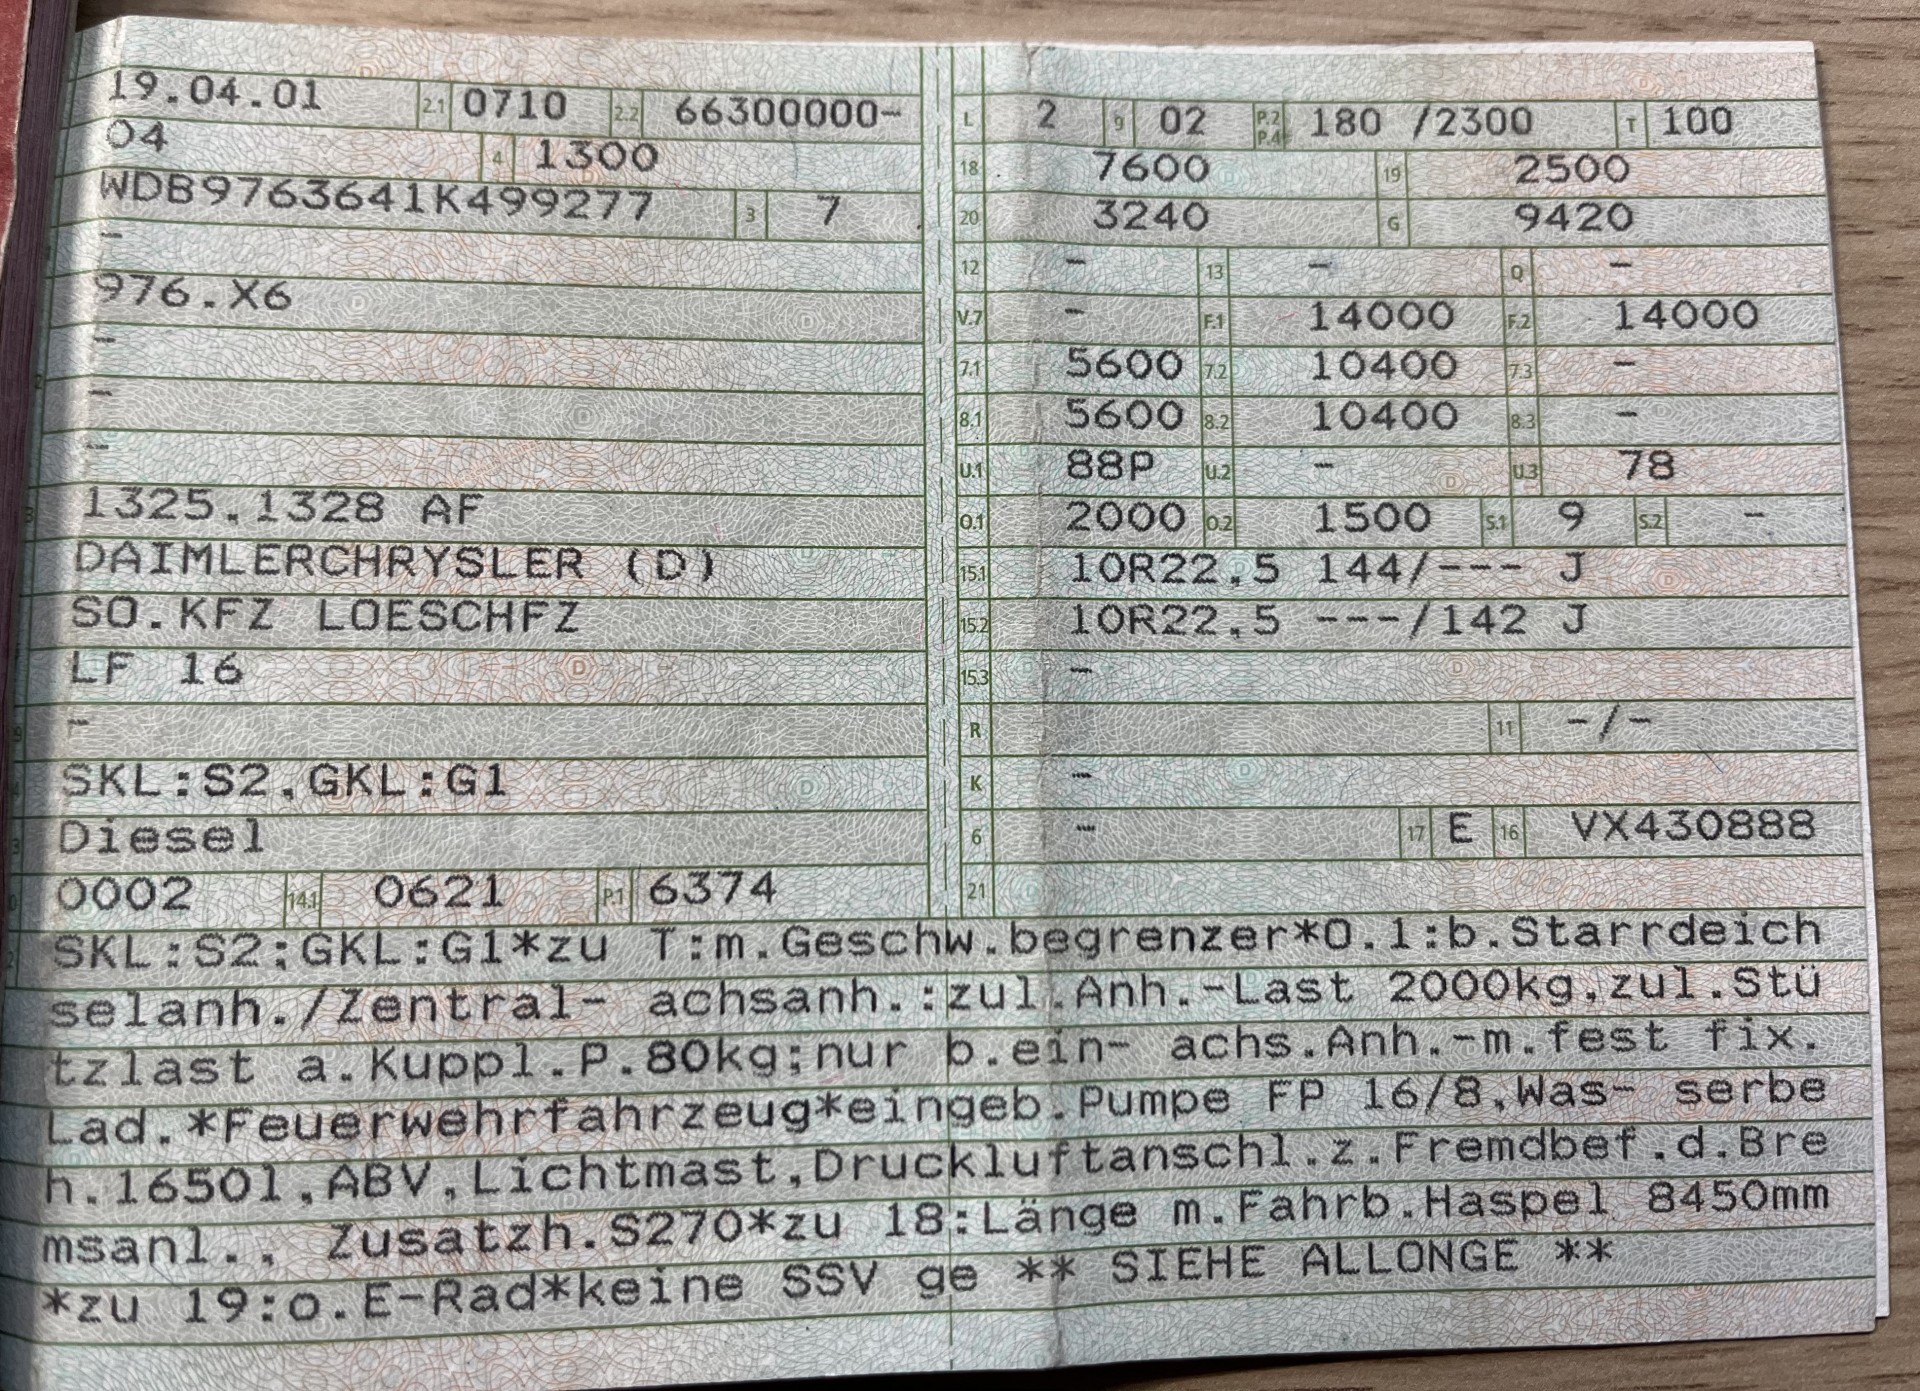 19.04.01 2.1 0710 2.2 66300000-
04 4 1300
WDB9763641K499277 3 7
-
976.X6
-
-
-
1325,1328 AF
DAIMLERCHRYSLER (D)
SO.KFZ LOESCHFZ
LF 16
-
SKL:S2,GKL:G1
Diesel
0002 14.1 0621 P.1 6374
L 2 9 02 P.2 P.4 180 /2300 T 100
18 7600 19 2500
20 3240 G 9420
12 - 13 - Q -
V.7 - F.1 14000 F.2 14000
7.1 5600 7.2 10400 7.3 -
8.1 5600 8.2 10400 8.3 -
U.1 88P U.2 - U.3 78
O.1 2000 O.2 1500 S.1 9 S.2 -
15.1 10R22,5 144/--- J
15.2 10R22,5 ---/142 J
15.3 -
R 11 -/-
K -
6 - 17 E 16 VX430888
21
SKL:S2;GKL:G1*zu T:m.Geschw.begrenzer*O.1:b.Starrdeich
selanh./Zentral- achsanh.:zul.Anh.-Last 2000kg,zul.Stü
tzlast a.Kuppl.P.80kg;nur b.ein- achs.Anh.-m.fest fix.
Lad.*Feuerwehrfahrzeug*eingeb.Pumpe FP 16/8,Was- serbe
h.1650l,ABV,Lichtmast,Druckluftanschl.z.Fremdbef.d.Bre
msanl., Zusatzh.S270*zu 18:Länge m.Fahrb.Haspel 8450mm
*zu 19:o.E-Rad*keine SSV ge ** SIEHE ALLONGE **